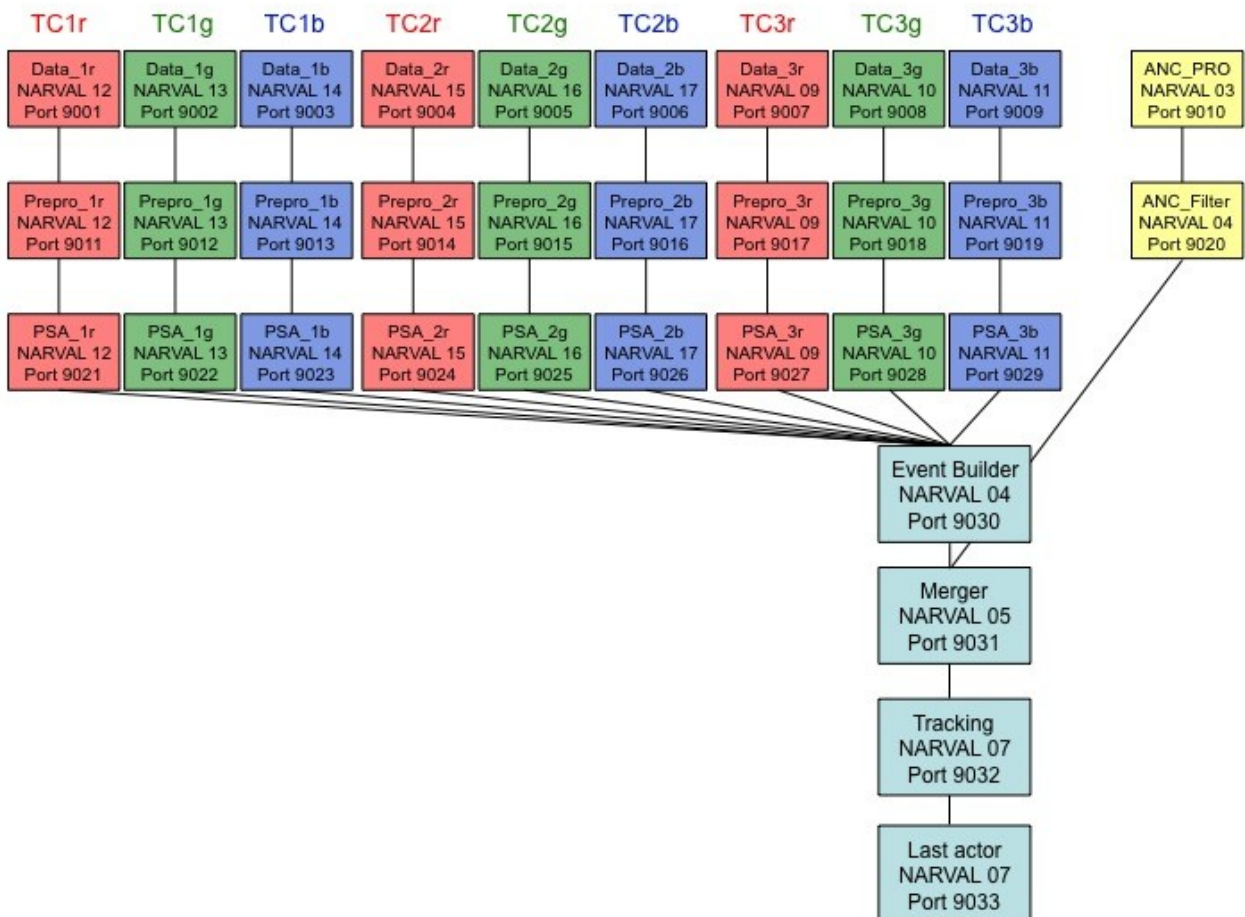 TC1r TC1g TC1b TC2r TC2g TC2b TC3r TC3g TC3b
Data_1r
NARVAL 12
Port 9001
Data_1g
NARVAL 13
Port 9002
Data_1b
NARVAL 14
Port 9003
Data_2r
NARVAL 15
Port 9004
Data_2g
NARVAL 16
Port 9005
Data_2b
NARVAL 17
Port 9006
Data_3r
NARVAL 09
Port 9007
Data_3g
NARVAL 10
Port 9008
Data_3b
NARVAL 11
Port 9009
ANC_PRO
NARVAL 03
Port 9010
Prepro_1r
NARVAL 12
Port 9011
Prepro_1g
NARVAL 13
Port 9012
Prepro_1b
NARVAL 14
Port 9013
Prepro_2r
NARVAL 15
Port 9014
Prepro_2g
NARVAL 16
Port 9015
Prepro_2b
NARVAL 17
Port 9016
Prepro_3r
NARVAL 09
Port 9017
Prepro_3g
NARVAL 10
Port 9018
Prepro_3b
NARVAL 11
Port 9019
ANC_Filter
NARVAL 04
Port 9020
PSA_1r
NARVAL 12
Port 9021
PSA_1g
NARVAL 13
Port 9022
PSA_1b
NARVAL 14
Port 9023
PSA_2r
NARVAL 15
Port 9024
PSA_2g
NARVAL 16
Port 9025
PSA_2b
NARVAL 17
Port 9026
PSA_3r
NARVAL 09
Port 9027
PSA_3g
NARVAL 10
Port 9028
PSA_3b
NARVAL 11
Port 9029
Event Builder
NARVAL 04
Port 9030
Merger
NARVAL 05
Port 9031
Tracking
NARVAL 07
Port 9032
Last actor
NARVAL 07
Port 9033